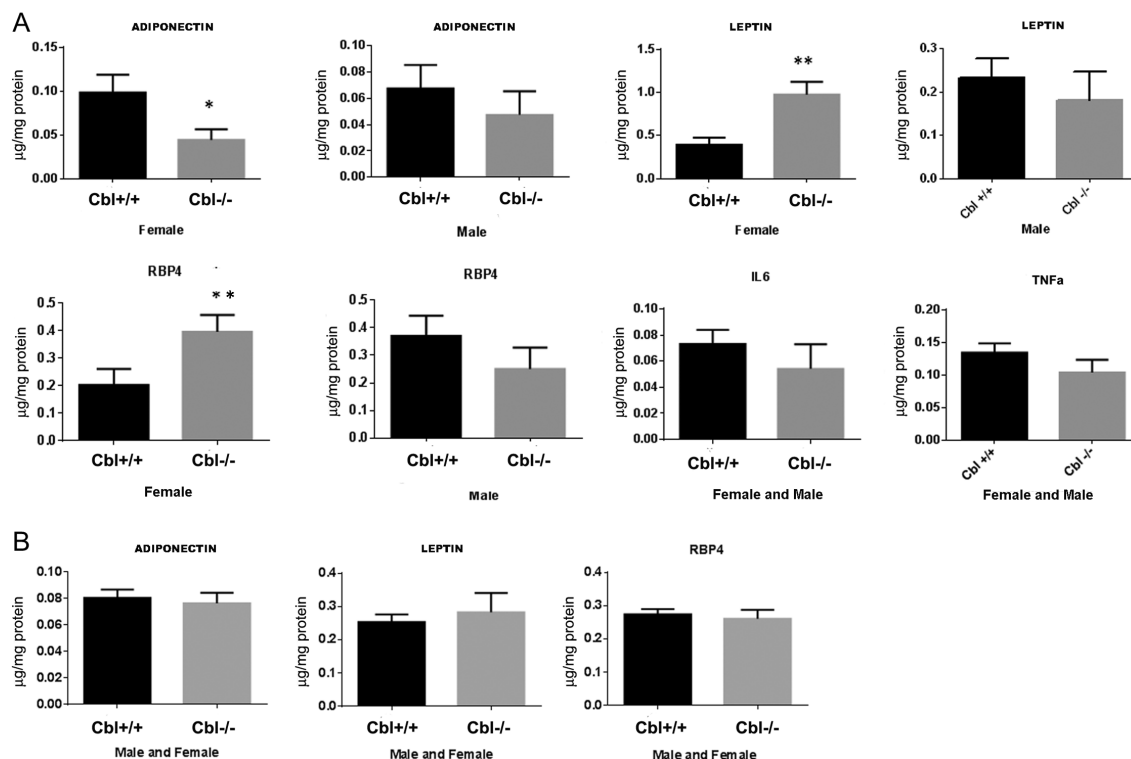 A
ADIPONECTIN
µg/mg protein
0.15
0.10
*
0.05
0.00
Cbl+/+ Cbl-/-
Female
ADIPONECTIN
µg/mg protein
0.10
0.08
0.06
0.04
0.02
0.00
Cbl+/+ Cbl-/-
Male
LEPTIN
µg/mg protein
1.5
**
1.0
0.5
0.0
Cbl+/+ Cbl-/-
Female
LEPTIN
µg/mg protein
0.3
0.2
0.1
0.0
Cbl +/+ Cbl -/-
Male
RBP4
µg/mg protein
**
0.5
0.4
0.3
0.2
0.1
0.0
Cbl+/+ Cbl-/-
Female
RBP4
µg/mg protein
0.5
0.4
0.3
0.2
0.1
0.0
Cbl+/+ Cbl-/-
Male
IL6
µg/mg protein
0.10
0.08
0.06
0.04
0.02
0.00
Cbl+/+ Cbl-/-
Female and Male
TNFa
µg/mg protein
0.15
0.10
0.05
0.00
Cbl +/+ Cbl -/-
Female and Male
B
ADIPONECTIN
µg/mg protein
0.10
0.08
0.06
0.04
0.02
0.00
Cbl+/+ Cbl-/-
Male and Female
LEPTIN
µg/mg protein
0.4
0.3
0.2
0.1
0.0
Cbl+/+ Cbl-/-
Male and Female
RBP4
µg/mg protein
0.4
0.3
0.2
0.1
0.0
Cbl+/+ Cbl-/-
Male and Female